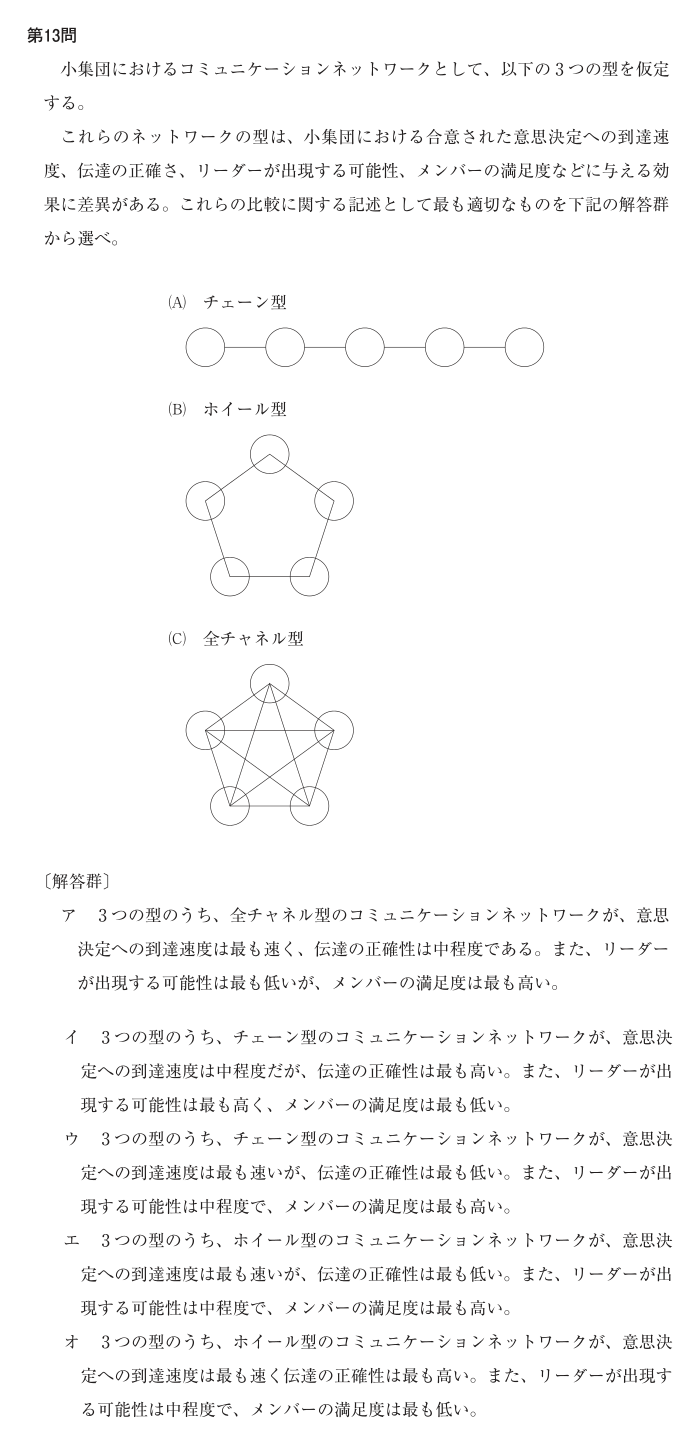 第13問
小集団におけるコミュニケーションネットワークとして、以下の３つの型を仮定
する。
これらのネットワークの型は、小集団における合意された意思決定への到達速
度、伝達の正確さ、リーダーが出現する可能性、メンバーの満足度などに与える効
果に差異がある。これらの比較に関する記述として最も適切なものを下記の解答群
から選べ。
(A)　チェーン型
(B)　ホイール型
(C)　全チャネル型
〔解答群〕
ア　３つの型のうち、全チャネル型のコミュニケーションネットワークが、意思
決定への到達速度は最も速く、伝達の正確性は中程度である。また、リーダー
が出現する可能性は最も低いが、メンバーの満足度は最も高い。
イ　３つの型のうち、チェーン型のコミュニケーションネットワークが、意思決
定への到達速度は中程度だが、伝達の正確性は最も高い。また、リーダーが出
現する可能性は最も高く、メンバーの満足度は最も低い。
ウ　３つの型のうち、チェーン型のコミュニケーションネットワークが、意思決
定への到達速度は最も速いが、伝達の正確性は最も低い。また、リーダーが出
現する可能性は中程度で、メンバーの満足度は最も高い。
エ　３つの型のうち、ホイール型のコミュニケーションネットワークが、意思決
定への到達速度は最も速いが、伝達の正確性は最も低い。また、リーダーが出
現する可能性は中程度で、メンバーの満足度は最も高い。
オ　３つの型のうち、ホイール型のコミュニケーションネットワークが、意思決
定への到達速度は最も速く伝達の正確性は最も高い。また、リーダーが出現す
る可能性は中程度で、メンバーの満足度は最も低い。